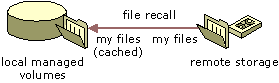 file recall
my files my files
(cached)
local managed
volumes
remote storage